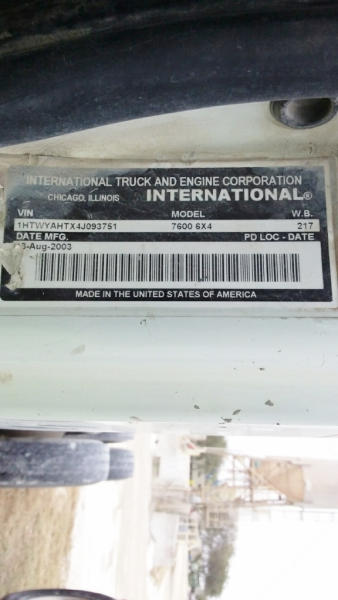 INTERNATIONAL TRUCK AND ENGINE CORPORATION
CHICAGO, ILLINOIS INTERNATIONAL®
VIN MODEL W.B.
1HTWYAHTX4J093751 7600 6X4 217
DATE MFG. PD LOC - DATE
-Aug-2003
MADE IN THE UNITED STATES OF AMERICA